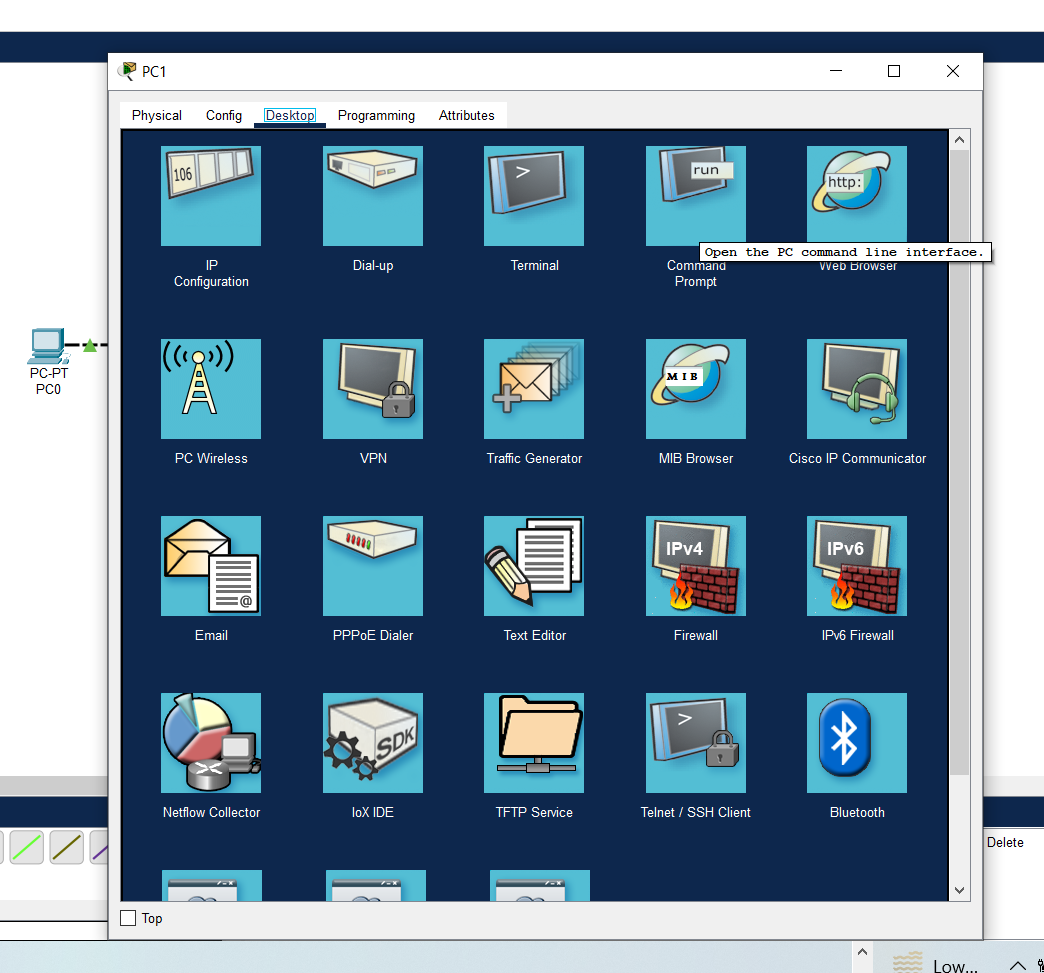 PC1
Physical
Config
Desktop
Programming
Attributes
106
>
run
http:
Open the PC command line interface.
IP
Configuration
Dial-up
Terminal
Command
Prompt
Web Browser
PC-PT
PC0
MIB
PC Wireless
VPN
Traffic Generator
MIB Browser
Cisco IP Communicator
IPv4
IPv6
@
Email
PPPoE Dialer
Text Editor
Firewall
IPv6 Firewall
SDK
>
Netflow Collector
IoX IDE
TFTP Service
Telnet / SSH Client
Bluetooth
Delete
Top
Low...